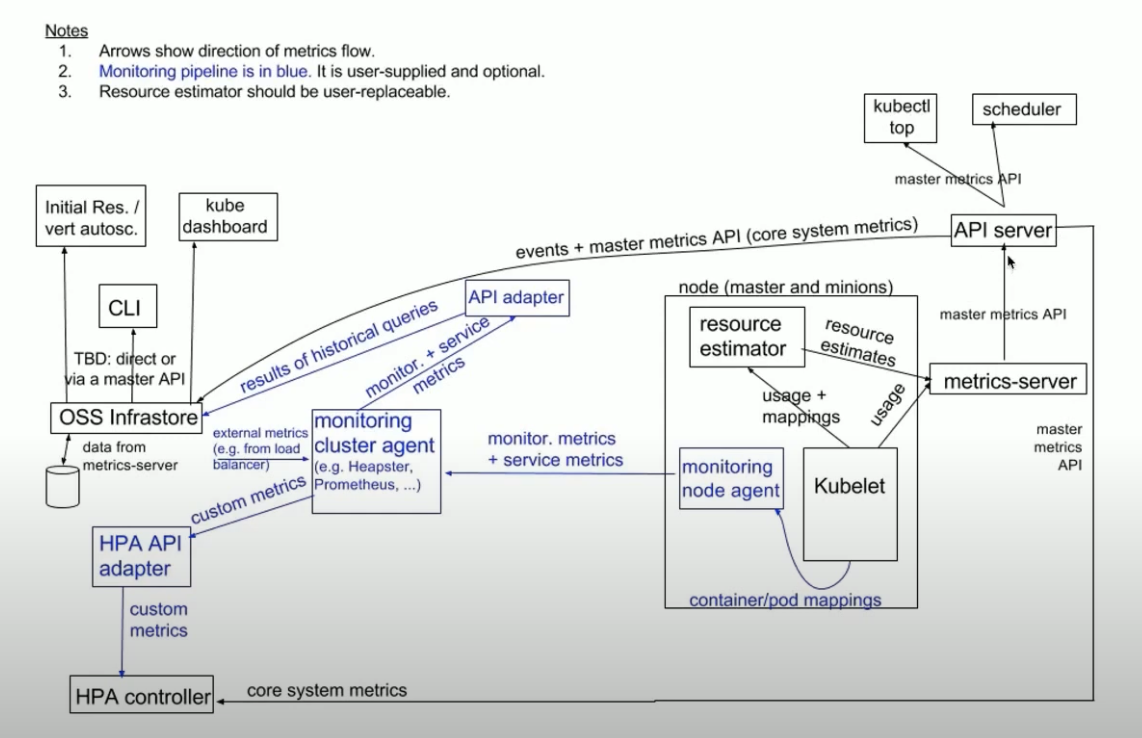 Notes
1. Arrows show direction of metrics flow.
2. Monitoring pipeline is in blue. It is user-supplied and optional.
3. Resource estimator should be user-replaceable.
kubectl
top
scheduler
master metrics API
Initial Res. /
vert autosc.
kube
dashboard
API server
events + master metrics API (core system metrics)
CLI
API adapter
node (master and minions)
master metrics API
resource
estimator
resource
estimates
results of historical queries
monitor. + service
metrics
TBD: direct or
via a master API
metrics-server
usage +
mappings
usage
OSS Infrastore
data from
metrics-server
external metrics
(e.g. from load
balancer)
monitoring
cluster agent
(e.g. Heapster,
Prometheus, ...)
monitor. metrics
+ service metrics
monitoring
node agent
Kubelet
master
metrics
API
custom metrics
HPA API
adapter
container/pod mappings
custom
metrics
HPA controller
core system metrics